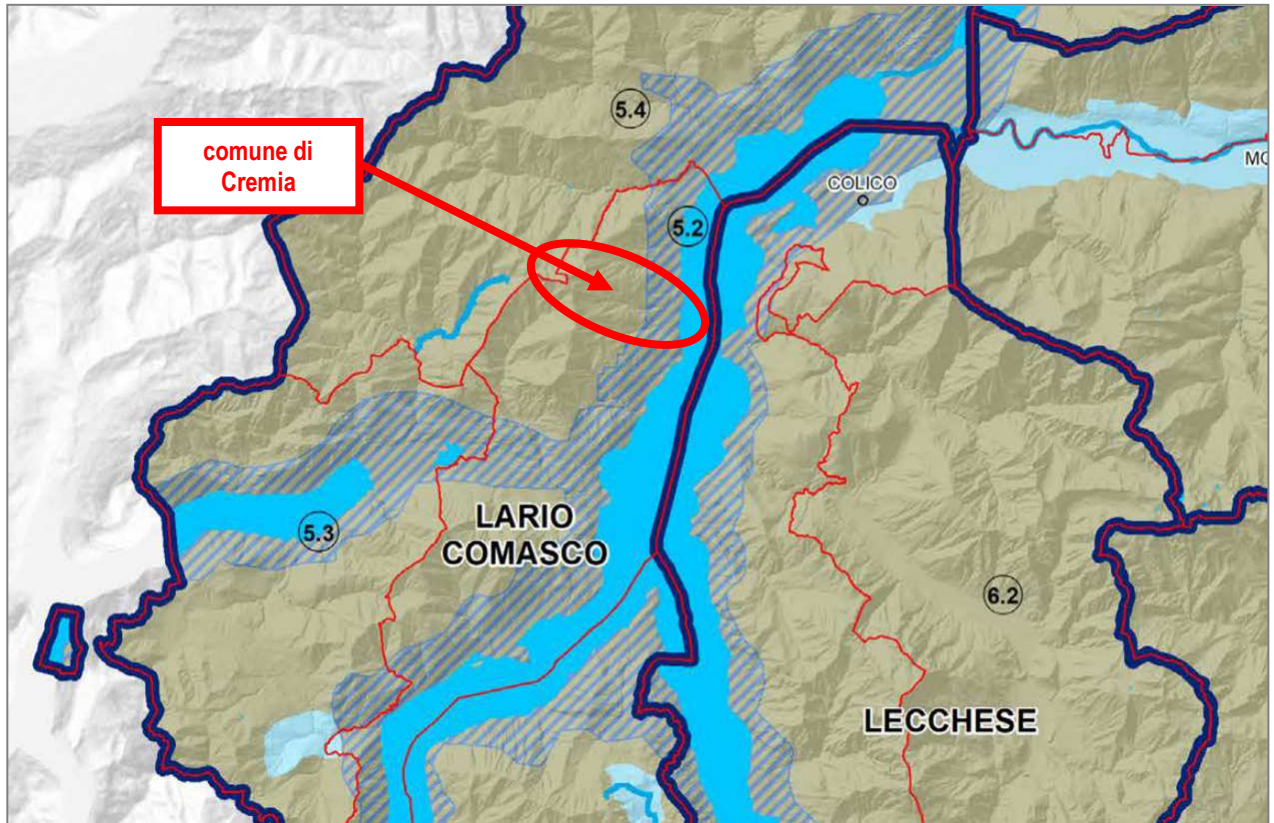 5.4
comune di
Cremia
MO
COLICO
5.2
LARIO
COMASCO
5.3
6.2
LECCHESE